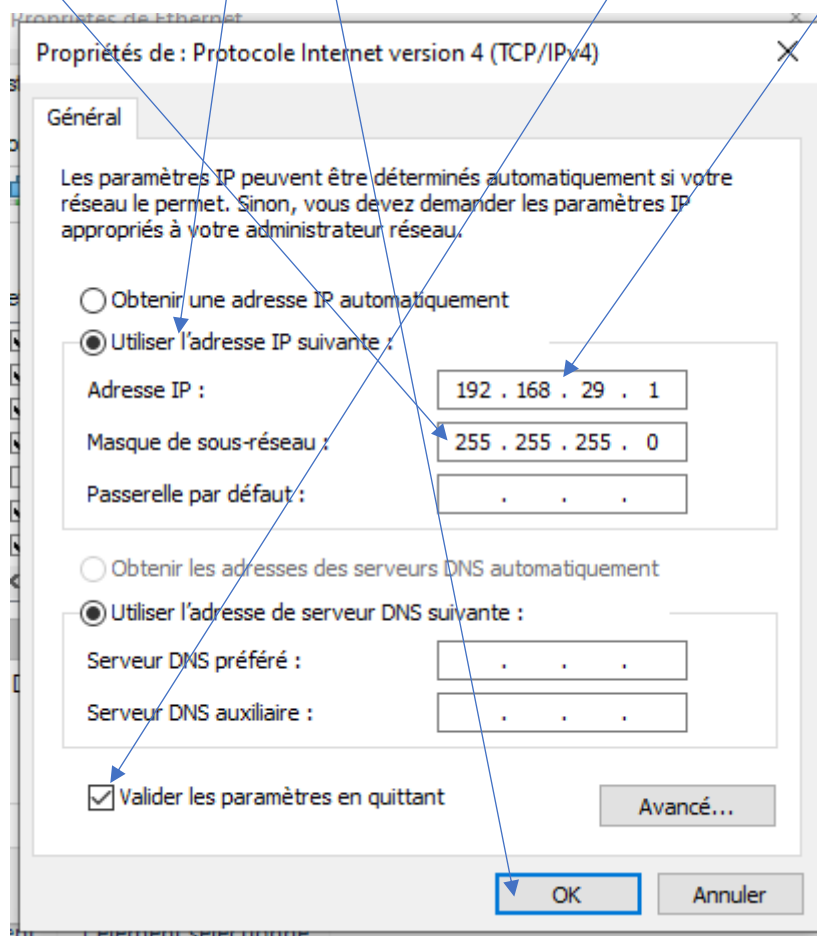 Propriétés de Ethernet
Propriétés de : Protocole Internet version 4 (TCP/IPv4)
Général
Les paramètres IP peuvent être déterminés automatiquement si votre
réseau le permet. Sinon, vous devez demander les paramètres IP
appropriés à votre administrateur réseau.
Obtenir une adresse IP automatiquement
Utiliser l'adresse IP suivante :
Adresse IP :
192 . 168 . 29 . 1
Masque de sous-réseau :
255 . 255 . 255 . 0
Passerelle par défaut :
. . .
Obtenir les adresses des serveurs DNS automatiquement
Utiliser l'adresse de serveur DNS suivante :
Serveur DNS préféré :
. . .
Serveur DNS auxiliaire :
. . .
Valider les paramètres en quittant
Avancé...
OK
Annuler